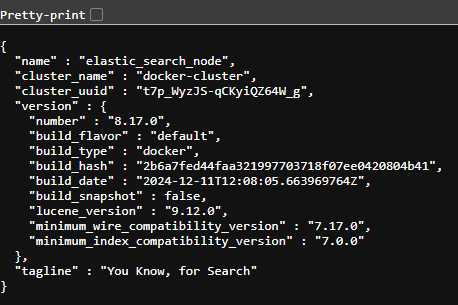 Pretty-print
{
  "name" : "elastic_search_node",
  "cluster_name" : "docker-cluster",
  "cluster_uuid" : "t7p_WyzJS-qCKyiQZ64W_g",
  "version" : {
    "number" : "8.17.0",
    "build_flavor" : "default",
    "build_type" : "docker",
    "build_hash" : "2b6a7fed44faa321997703718f07ee0420804b41",
    "build_date" : "2024-12-11T12:08:05.663969764Z",
    "build_snapshot" : false,
    "lucene_version" : "9.12.0",
    "minimum_wire_compatibility_version" : "7.17.0",
    "minimum_index_compatibility_version" : "7.0.0"
  },
  "tagline" : "You Know, for Search"
}